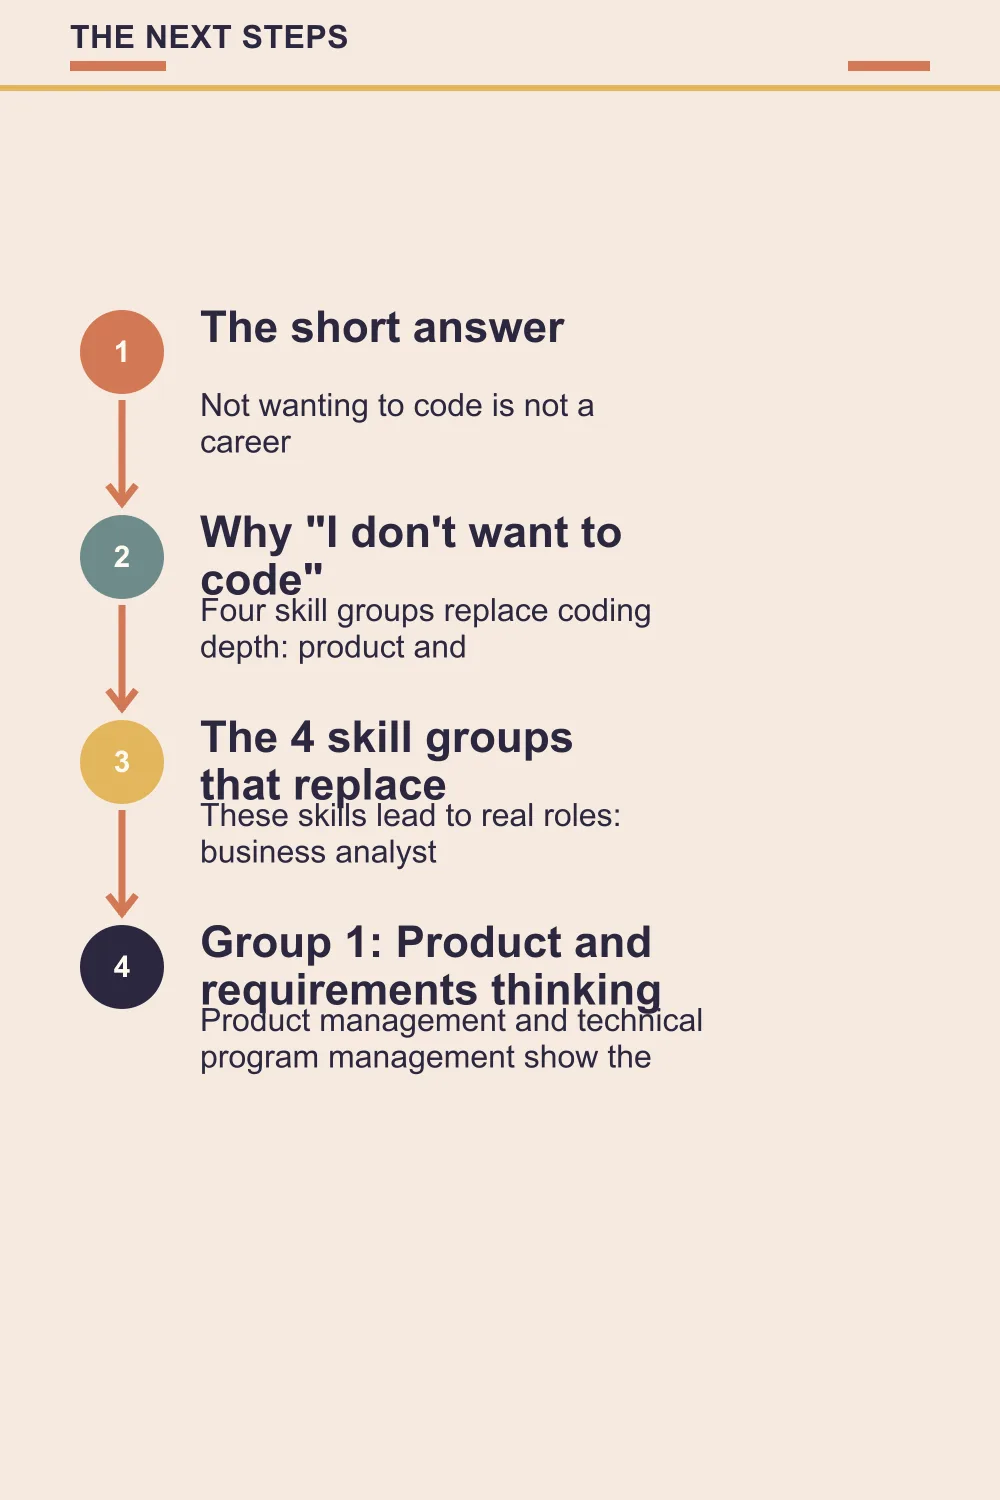 THE NEXT STEPS
1
The short answer
Not wanting to code is not a
career
2
Why "I don't want to
code"
Four skill groups replace coding
depth: product and
3
The 4 skill groups
that replace
These skills lead to real roles:
business analyst
4
Group 1: Product and
requirements thinking
Product management and technical
program management show the